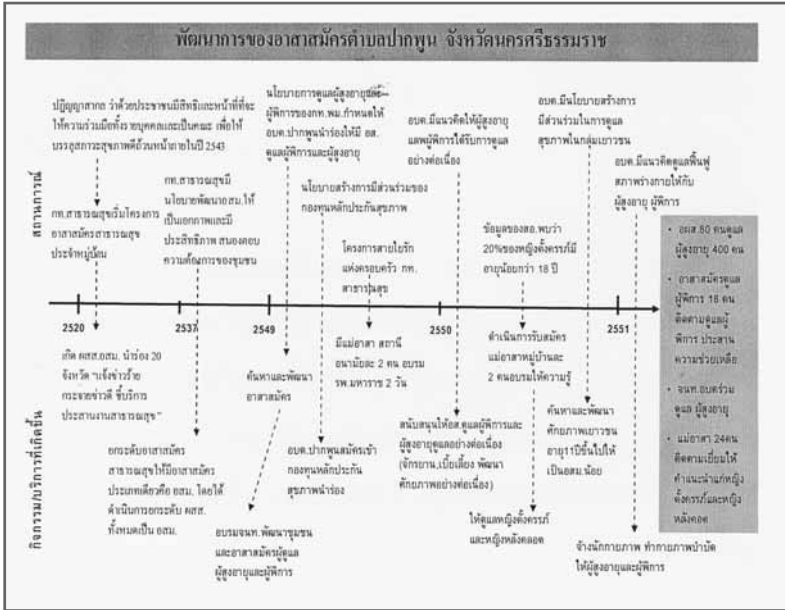 พัฒนาการของอาสาสมัครตำบลปากพูน จังหวัดนครศรีธรรมราช
สถานการณ์
ปฏิญญาสากล ว่าด้วยประชาชนมีสิทธิและหน้าที่ที่จะ
ให้ความร่วมมือทั้งรายบุคคลและเป็นคณะ เพื่อให้
บรรลุสภาวะสุขภาพดีถ้วนหน้าภายในปี 2543
กท.สาธารณสุขเริ่มโครงการ
อาสาสมัครสาธารณสุข
ประจำหมู่บ้าน
กท.สาธารณสุขมี
นโยบายพัฒนาอสม.ให้
เป็นเอกภาพและมี
ประสิทธิภาพ สนองตอบ
ความต้องการของชุมชน
นโยบายการดูแลผู้สูงอายุและ
ผู้พิการของกท.พม.กำหนดให้
อบต.ปากพูนนำร่องให้มี อส.
ดูแลผู้พิการและผู้สูงอายุ
นโยบายสร้างการมีส่วนร่วมของ
กองทุนหลักประกันสุขภาพ
โครงการสายใยรัก
แห่งครอบครัว กท.
สาธารณสุข
อบต.มีแนวคิดให้ผู้สูงอายุ
และผู้พิการได้รับการดูแล
อย่างต่อเนื่อง
ข้อมูลของสอ.พบว่า
20%ของหญิงตั้งครรภ์มี
อายุน้อยกว่า 18 ปี
อบต.มีนโยบายสร้างการ
มีส่วนร่วมในการดูแล
สุขภาพในกลุ่มเยาวชน
อบต.มีแนวคิดดูแลฟื้นฟู
สภาพร่างกายให้กับ
ผู้สูงอายุ ผู้พิการ
2520
2537
2549
2550
2551
กิจกรรม/บริการที่เกิดขึ้น
เกิด ผสส.อสม. นำร่อง 20
จังหวัด "แจ้งข่าวร้าย
กระจายข่าวดี ชี้บริการ
ประสานงานสาธารณสุข"
ยกระดับอาสาสมัคร
สาธารณสุขให้มีอาสาสมัคร
ประเภทเดียวคือ อสม. โดยได้
ดำเนินการยกระดับ ผสส.
ทั้งหมดเป็น อสม.
ค้นหาและพัฒนา
อาสาสมัคร
อบรมจนท.พัฒนาชุมชน
และอาสาสมัครผู้ดูแล
ผู้สูงอายุและผู้พิการ
อบต.ปากพูนสมัครเข้า
กองทุนหลักประกัน
สุขภาพนำร่อง
มีแม่อาสา สถานี
อนามัยละ 2 คน อบรม
รพ.มหาราช 2 วัน
สนับสนุนให้อส.ดูแลผู้พิการและ
ผู้สูงอายุดูแลอย่างต่อเนื่อง
(จักรยาน,เบี้ยเลี้ยง พัฒนา
ศักยภาพอย่างต่อเนื่อง)
ดำเนินการรับสมัคร
แม่อาสาหมู่บ้านละ
2 คนอบรมให้ความรู้
ให้ดูแลหญิงตั้งครรภ์
และหญิงหลังคลอด
ค้นหาและพัฒนา
ศักยภาพเยาวชน
อายุ11ปีขึ้นไปให้
เป็นอสม.น้อย
จ้างนักกายภาพ ทำกายภาพบำบัด
ให้ผู้สูงอายุและผู้พิการ
• อผส.80 คนดูแล
ผู้สูงอายุ 400 คน
• อาสาสมัครดูแล
ผู้พิการ 18 คน
ติดตามดูแลผู้
พิการ ประสาน
ความช่วยเหลือ
• จนท.อบตร่วม
ดูแล ผู้สูงอายุ
• แม่อาสา 24คน
ติดตามเยี่ยมให้
คำแนะนำแก่หญิง
ตั้งครรภ์และหญิง
หลังคอด